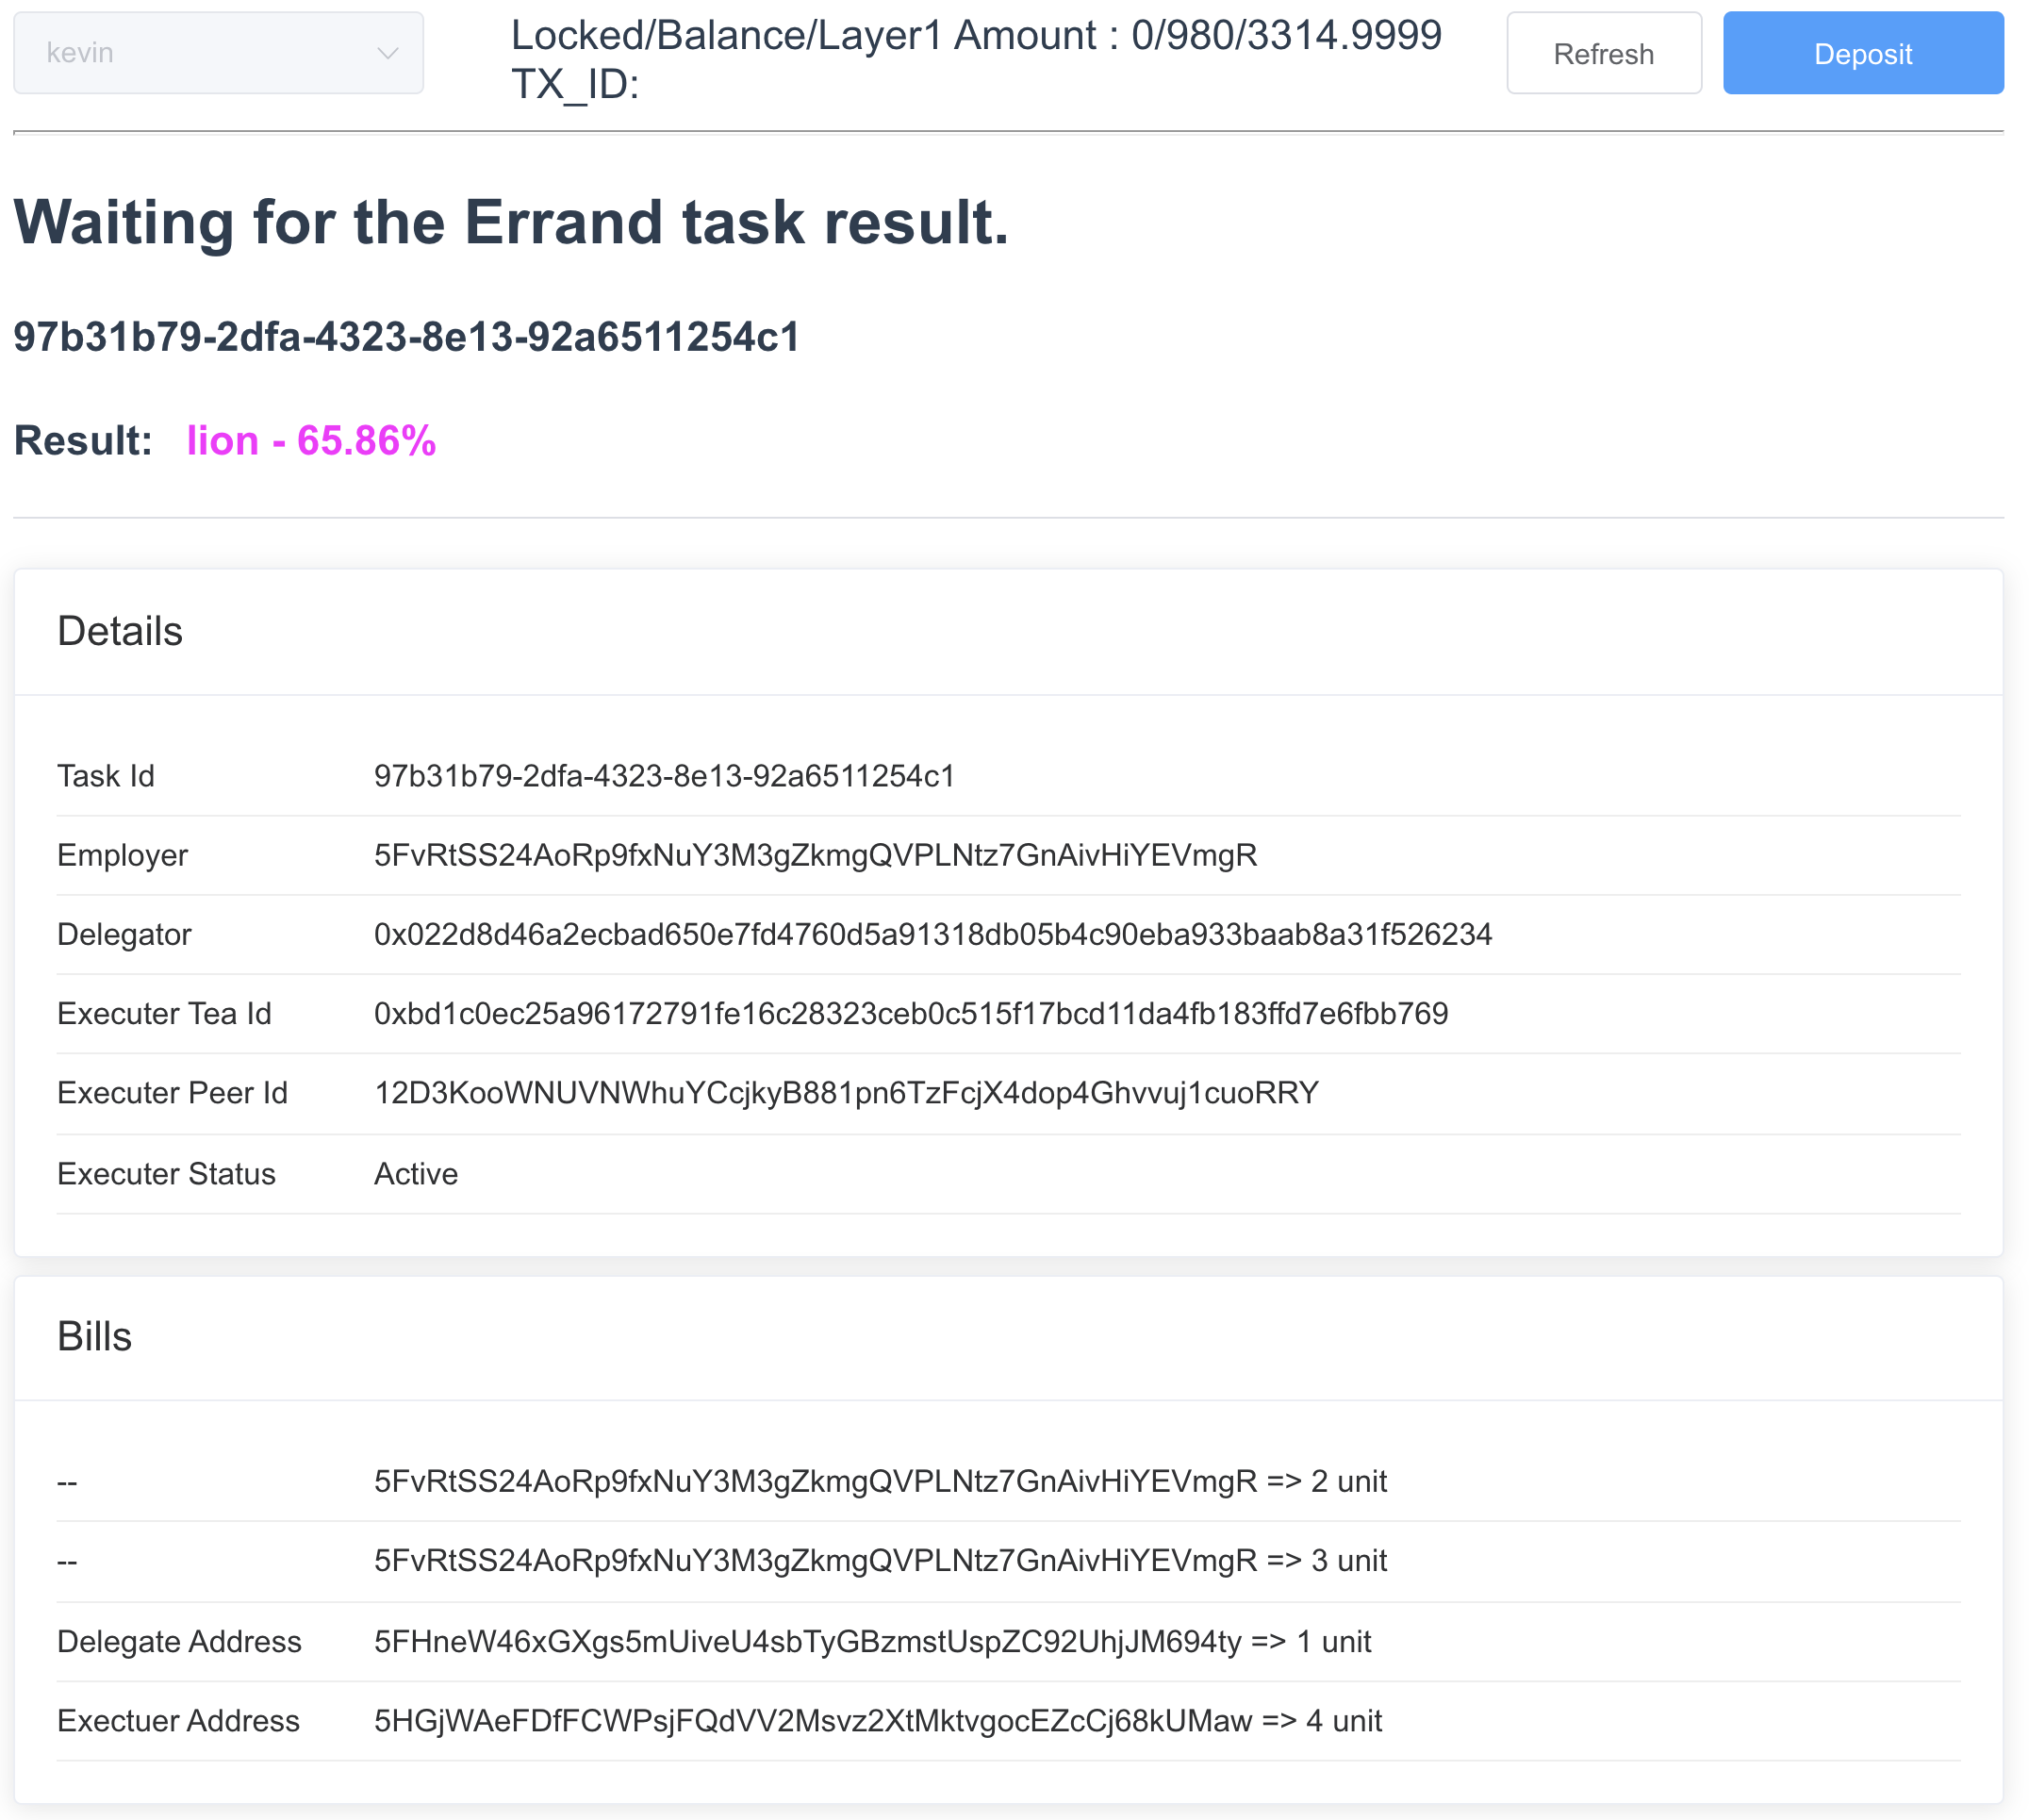 kevin
Locked/Balance/Layer1 Amount : 0/980/3314.9999
TX_ID:
Refresh
Deposit
Waiting for the Errand task result.
97b31b79-2dfa-4323-8e13-92a6511254c1
Result: lion - 65.86%
Details
Task Id 97b31b79-2dfa-4323-8e13-92a6511254c1
Employer 5FvRtSS24AoRp9fxNuY3M3gZkmgQVPLNtz7GnAivHiYEVmgR
Delegator 0x022d8d46a2ecbad650e7fd4760d5a91318db05b4c90eba933baab8a31f526234
Executer Tea Id 0xbd1c0ec25a96172791fe16c28323ceb0c515f17bcd11da4fb183ffd7e6fbb769
Executer Peer Id 12D3KooWNUVNWhuYCcjkyB881pn6TzFcjX4dop4Ghvvuj1cuoRRY
Executer Status Active
Bills
-- 5FvRtSS24AoRp9fxNuY3M3gZkmgQVPLNtz7GnAivHiYEVmgR => 2 unit
-- 5FvRtSS24AoRp9fxNuY3M3gZkmgQVPLNtz7GnAivHiYEVmgR => 3 unit
Delegate Address 5FHneW46xGXgs5mUiveU4sbTyGBzmstUspZC92UhjJM694ty => 1 unit
Exectuer Address 5HGjWAeFDfFCWPsjFQdVV2Msvz2XtMktvgocEZcCj68kUMaw => 4 unit